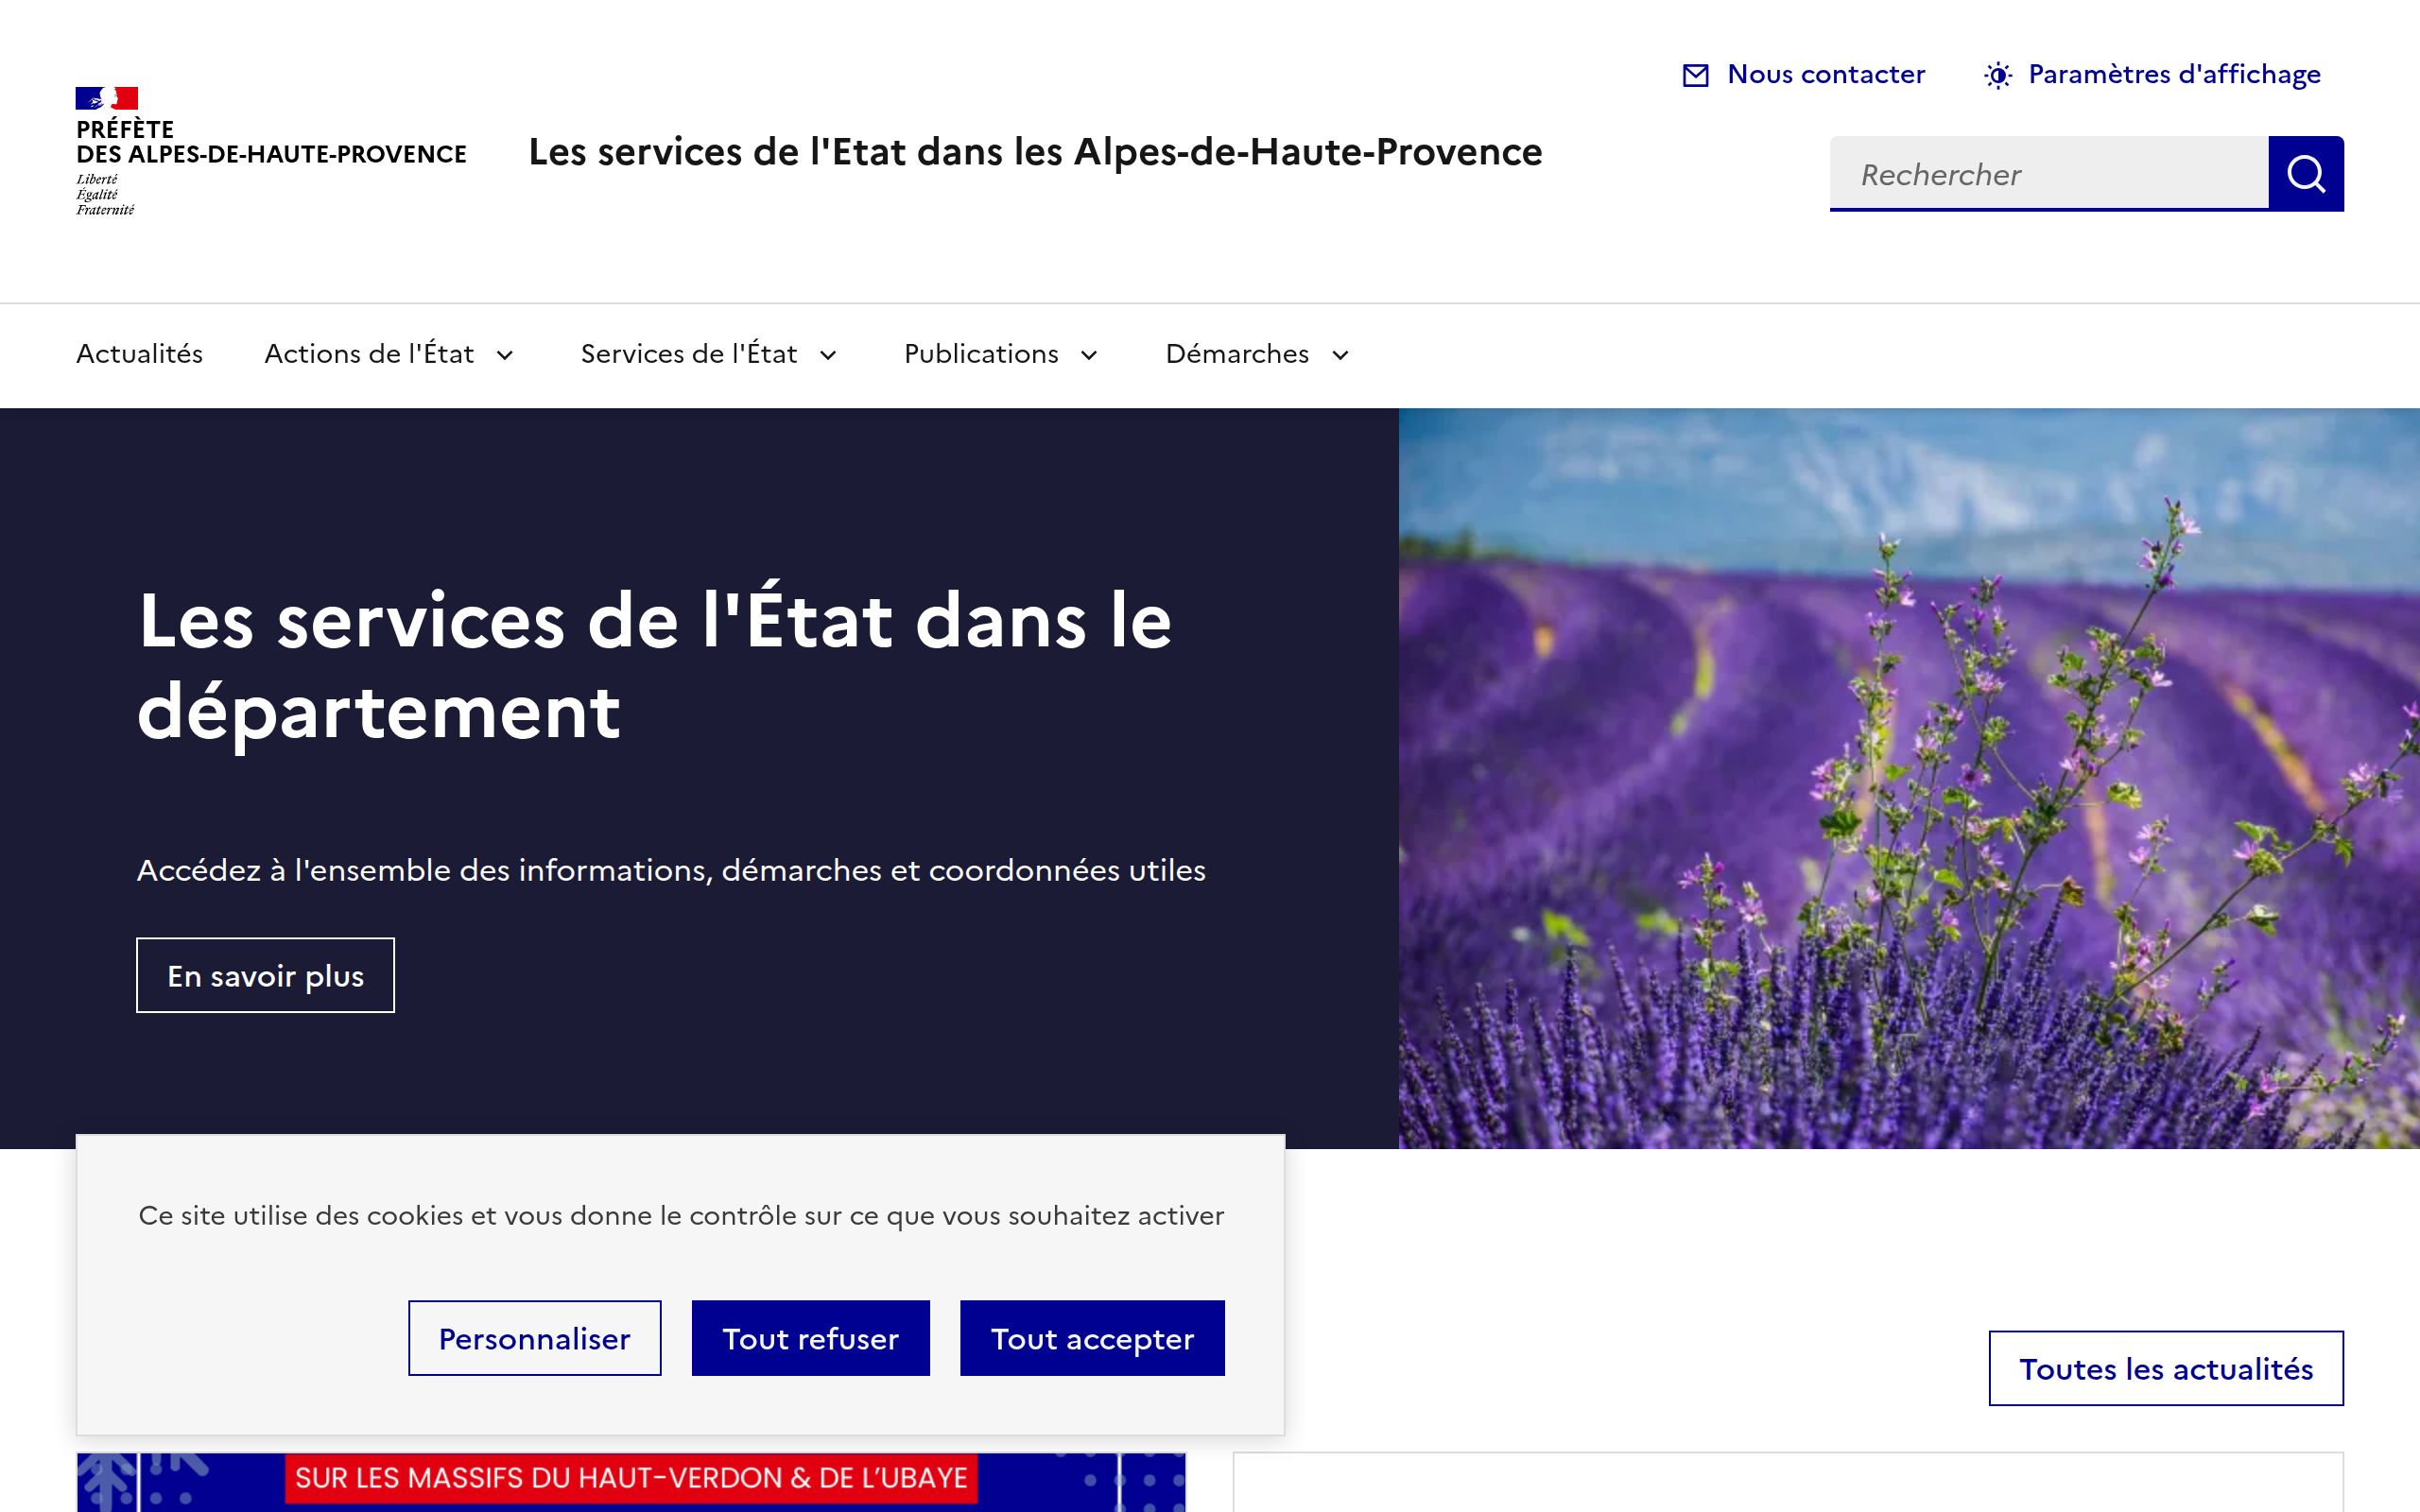 Nous contacter
Paramètres d'affichage
PRÉFÈTE
DES ALPES-DE-HAUTE-PROVENCE
Liberté
Égalité
Fraternité
Les services de l'Etat dans les Alpes-de-Haute-Provence
Rechercher
Actualités
Actions de l'État
Services de l'État
Publications
Démarches
Les services de l'État dans le
département
Accédez à l'ensemble des informations, démarches et coordonnées utiles
En savoir plus
Ce site utilise des cookies et vous donne le contrôle sur ce que vous souhaitez activer
Personnaliser
Tout refuser
Tout accepter
Toutes les actualités
SUR LES MASSIFS DU HAUT-VERDON & DE L’UBAYE